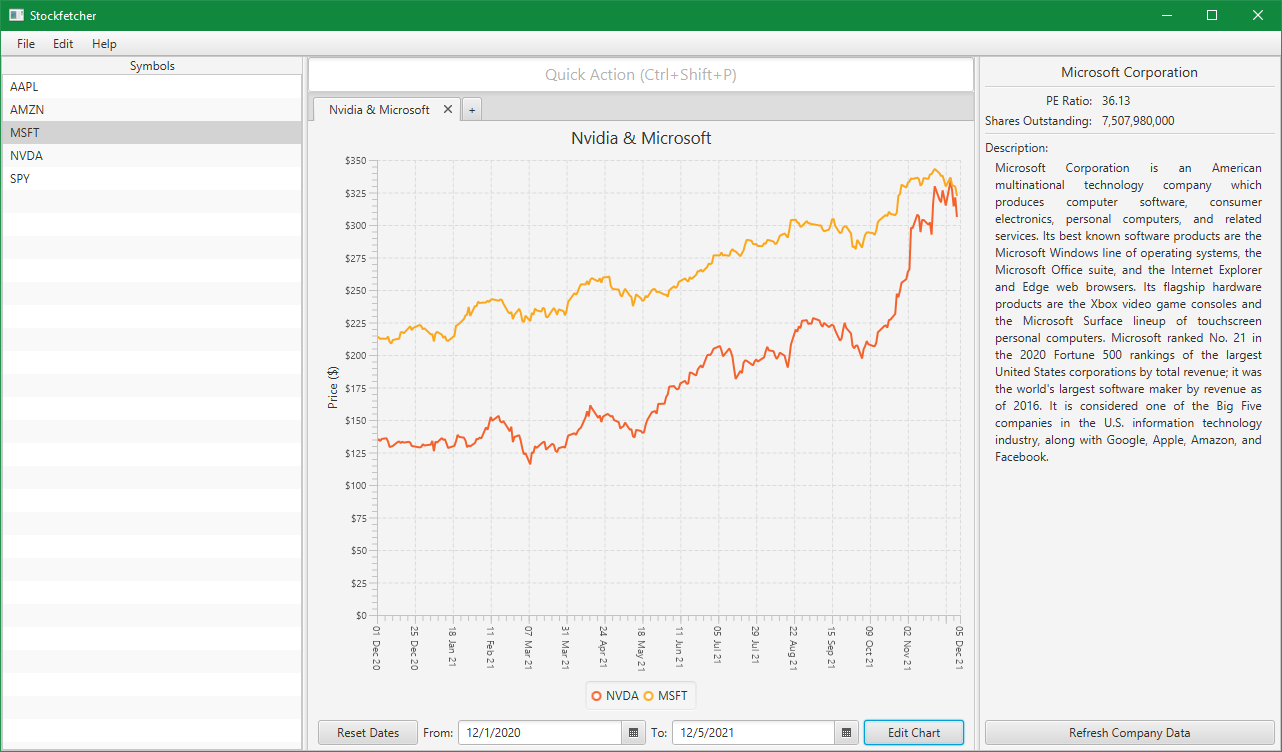 Stockfetcher
File Edit Help
Symbols
AAPL
AMZN
MSFT
NVDA
SPY
Quick Action (Ctrl+Shift+P)
Nvidia & Microsoft
+
Nvidia & Microsoft
Price ($)
$350
$325
$300
$275
$250
$225
$200
$175
$150
$125
$100
$75
$50
$25
$0
01 Dec 20
25 Dec 20
18 Jan 21
11 Feb 21
07 Mar 21
31 Mar 21
24 Apr 21
18 May 21
11 Jun 21
05 Jul 21
29 Jul 21
22 Aug 21
15 Sep 21
09 Oct 21
02 Nov 21
05 Dec 21
NVDA MSFT
Reset Dates From: 12/1/2020 To: 12/5/2021 Edit Chart
Microsoft Corporation
PE Ratio: 36.13
Shares Outstanding: 7,507,980,000
Description:
Microsoft Corporation is an American
multinational technology company which
produces computer software, consumer
electronics, personal computers, and related
services. Its best known software products are the
Microsoft Windows line of operating systems, the
Microsoft Office suite, and the Internet Explorer
and Edge web browsers. Its flagship hardware
products are the Xbox video game consoles and
the Microsoft Surface lineup of touchscreen
personal computers. Microsoft ranked No. 21 in
the 2020 Fortune 500 rankings of the largest
United States corporations by total revenue; it was
the world's largest software maker by revenue as
of 2016. It is considered one of the Big Five
companies in the U.S. information technology
industry, along with Google, Apple, Amazon, and
Facebook.
Refresh Company Data